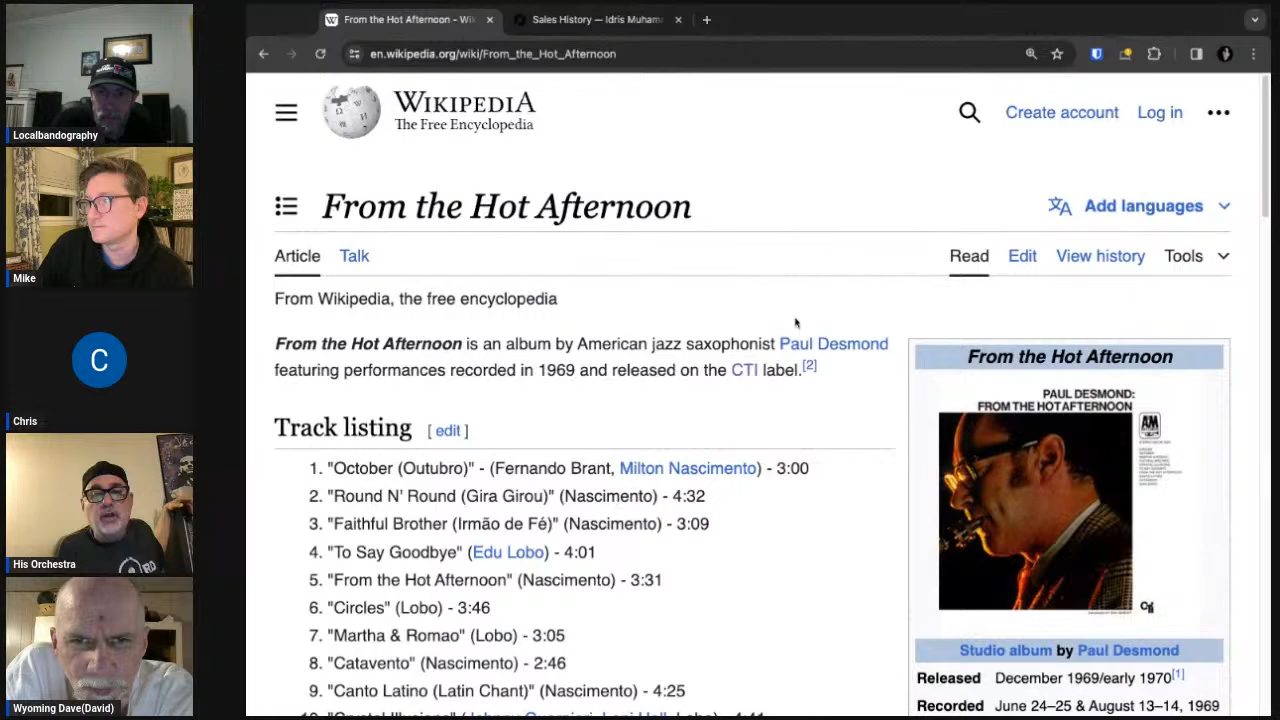 From the Hot Afternoon - Wik
Sales History — Idris Muham
en.wikipedia.org/wiki/From_the_Hot_Afternoon
WIKIPEDIA
The Free Encyclopedia
Create account
Log in
From the Hot Afternoon
Add languages
Article
Talk
Read
Edit
View history
Tools
From Wikipedia, the free encyclopedia
From the Hot Afternoon is an album by American jazz saxophonist Paul Desmond
featuring performances recorded in 1969 and released on the CTI label.[2]
Track listing [ edit ]
1. "October (Outubro)" - (Fernando Brant, Milton Nascimento) - 3:00
2. "Round N' Round (Gira Girou)" (Nascimento) - 4:32
3. "Faithful Brother (Irmão de Fé)" (Nascimento) - 3:09
4. "To Say Goodbye" (Edu Lobo) - 4:01
5. "From the Hot Afternoon" (Nascimento) - 3:31
6. "Circles" (Lobo) - 3:46
7. "Martha & Romao" (Lobo) - 3:05
8. "Catavento" (Nascimento) - 2:46
9. "Canto Latino (Latin Chant)" (Nascimento) - 4:25
From the Hot Afternoon
PAUL DESMOND:
FROM THE HOT AFTERNOON
AM
Studio album by Paul Desmond
Released December 1969/early 1970[1]
Recorded June 24–25 & August 13–14, 1969
Localbandography
Mike
C
Chris
His Orchestra
Wyoming Dave(David)